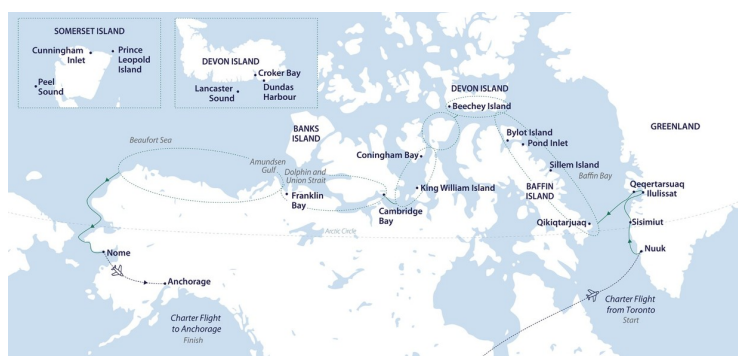 SOMERSET ISLAND
Cunningham
Inlet
Prince
Leopold
Island
Peel
Sound
DEVON ISLAND
Croker Bay
Lancaster
Sound
Dundas
Harbour
DEVON ISLAND
Beechey Island
BANKS
ISLAND
Beaufort Sea
Amundsen
Gulf
Dolphin and
Union Strait
Franklin
Bay
Coningham Bay
King William Island
Cambridge
Bay
Bylot Island
Pond Inlet
Sillem Island
Baffin Bay
BAFFIN
ISLAND
Qikiqtarjuaq
GREENLAND
Qeqertarsuaq
Ilulissat
Sisimiut
Nuuk
Arctic Circle
Nome
Anchorage
Charter Flight
to Anchorage
Finish
Charter Flight
from Toronto
Start